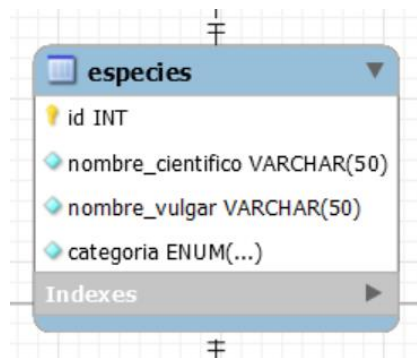 especies
id INT
nombre_cientifico VARCHAR(50)
nombre_vulgar VARCHAR(50)
categoria ENUM(...)
Indexes